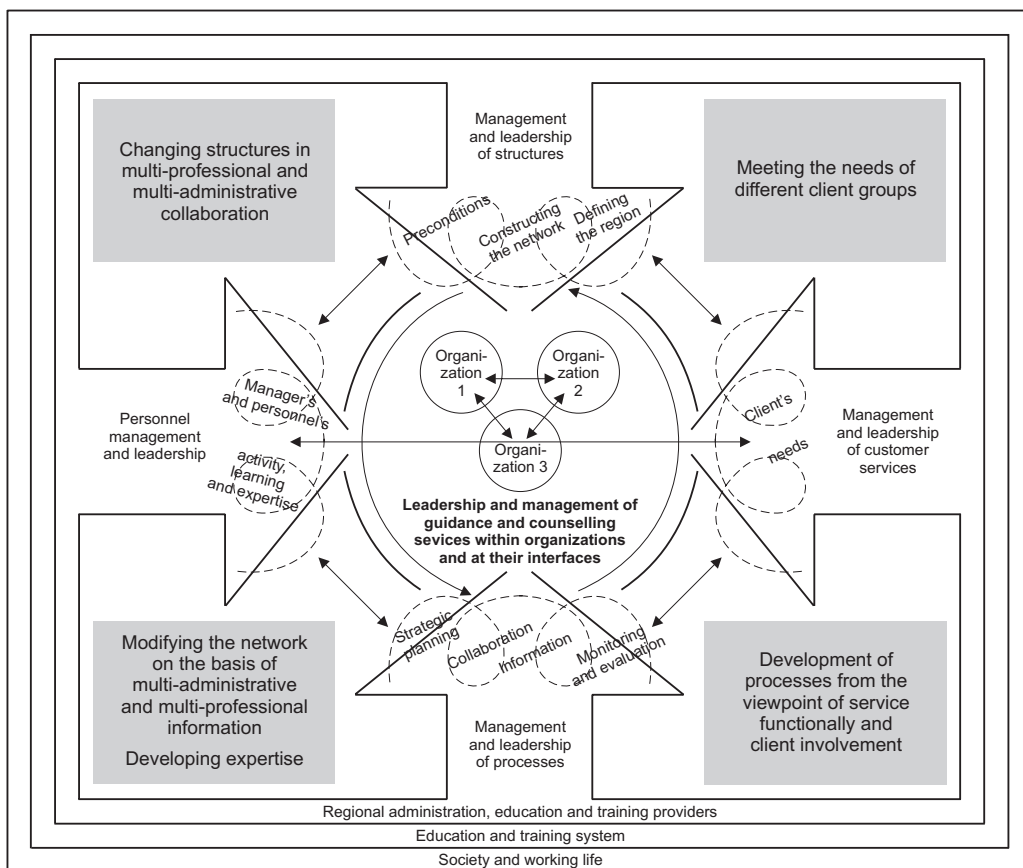 Changing structures in
multi-professional and
multi-administrative
collaboration
Management
and leadership
of structures
Meeting the needs of
different client groups
Preconditions
Constructing
the network
Defining
the region
Organi-
zation
1
Organi-
zation
2
Organi-
zation 3
Manager's
and personnel's
activity,
learning
and expertise
Personnel
management
and leadership
Client's
needs
Management
and leadership
of customer
services
Leadership and management of
guidance and counselling
sevices within organizations
and at their interfaces
Strategic
planning
Collaboration
Information
Monitoring
and evaluation
Modifying the network
on the basis of
multi-administrative
and multi-professional
information
Developing expertise
Management
and leadership
of processes
Development of
processes from the
viewpoint of service
functionally and
client involvement
Regional administration, education and training providers
Education and training system
Society and working life